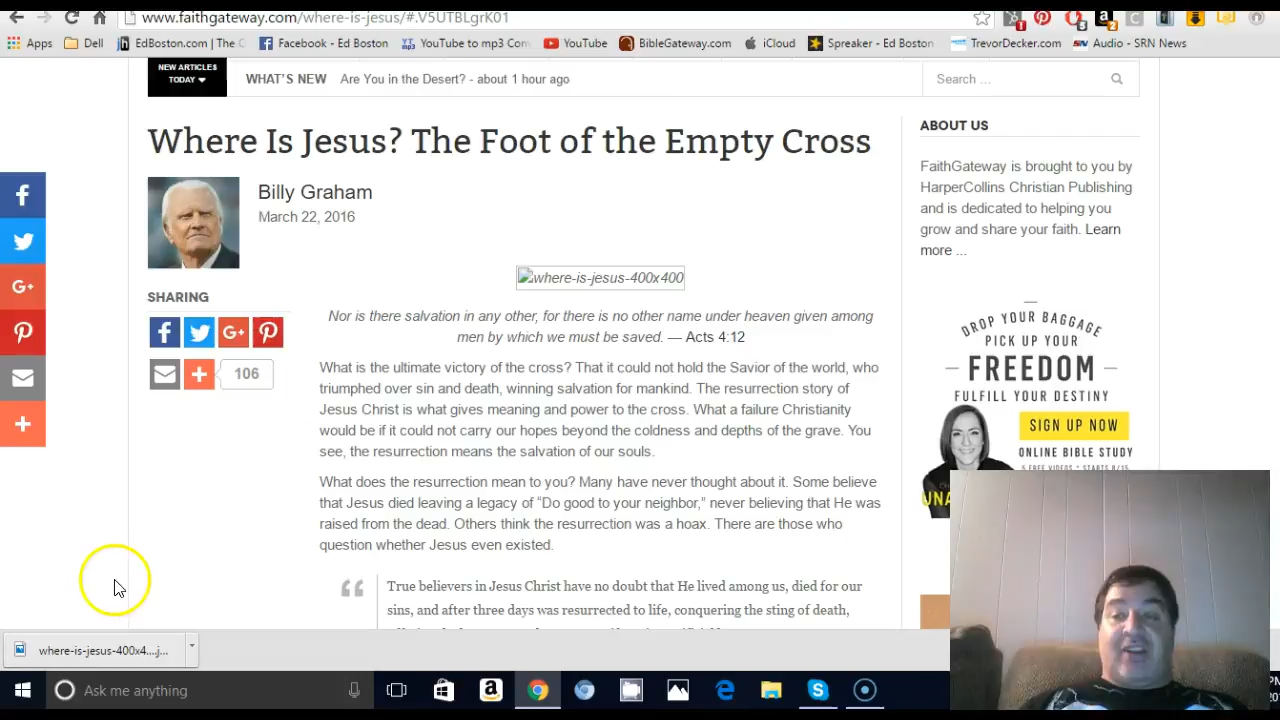 www.faithgateway.com/where-is-jesus/#.V5UTBLgrK01
Apps Dell EdBoston.com | The C Facebook - Ed Boston YouTube to mp3 Con YouTube BibleGateway.com iCloud Spreaker - Ed Boston TrevorDecker.com Audio - SRN News
NEW ARTICLES
TODAY
WHAT'S NEW Are You in the Desert? - about 1 hour ago
Search ...
Where Is Jesus? The Foot of the Empty Cross
Billy Graham
March 22, 2016
SHARING
106
where-is-jesus-400x400
Nor is there salvation in any other, for there is no other name under heaven given among
men by which we must be saved. — Acts 4:12
What is the ultimate victory of the cross? That it could not hold the Savior of the world, who
triumphed over sin and death, winning salvation for mankind. The resurrection story of
Jesus Christ is what gives meaning and power to the cross. What a failure Christianity
would be if it could not carry our hopes beyond the coldness and depths of the grave. You
see, the resurrection means the salvation of our souls.
What does the resurrection mean to you? Many have never thought about it. Some believe
that Jesus died leaving a legacy of “Do good to your neighbor,” never believing that He was
raised from the dead. Others think the resurrection was a hoax. There are those who
question whether Jesus even existed.
True believers in Jesus Christ have no doubt that He lived among us, died for our
sins, and after three days was resurrected to life, conquering the sting of death,
ABOUT US
FaithGateway is brought to you by
HarperCollins Christian Publishing
and is dedicated to helping you
grow and share your faith. Learn
more ...
DROP YOUR BAGGAGE
PICK UP YOUR
FREEDOM
FULFILL YOUR DESTINY
SIGN UP NOW
ONLINE BIBLE STUDY
5 FREE VIDEOS * STARTS 8/15
UNA
where-is-jesus-400x4....j...
Ask me anything